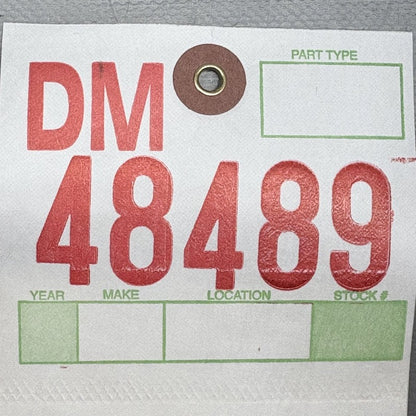 PART TYPE
DM
48489
YEAR MAKE LOCATION STOCK #